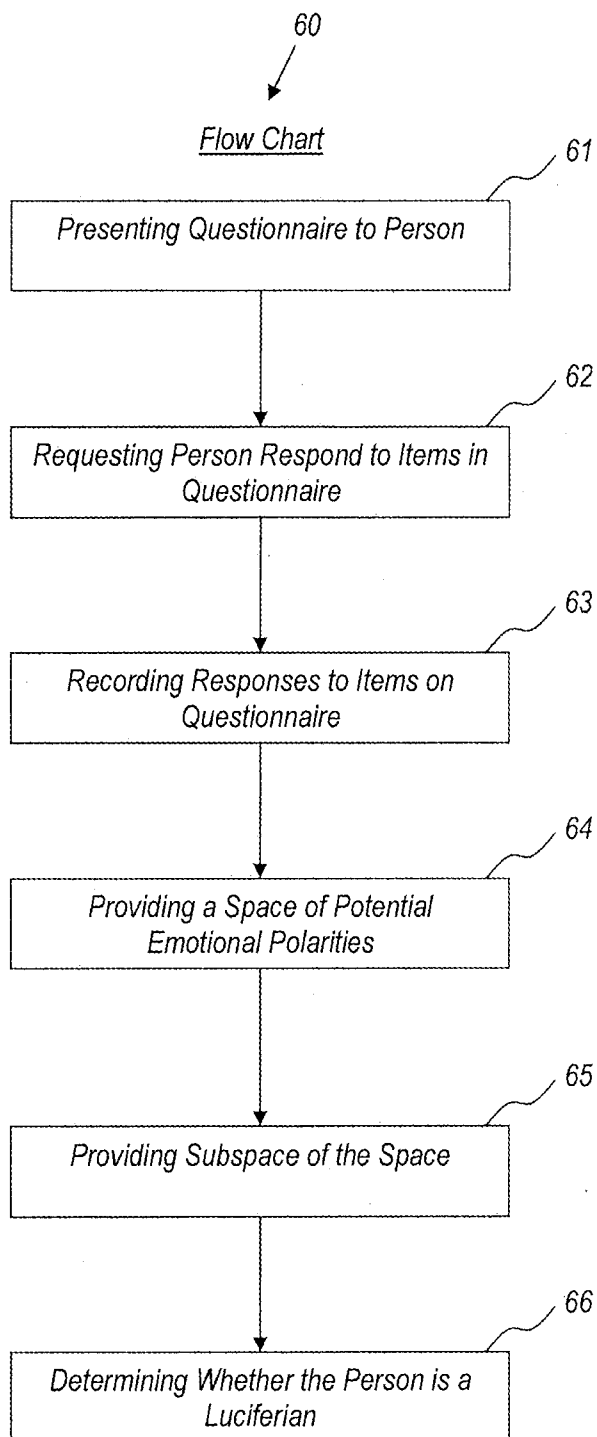 60
Flow Chart
61
Presenting Questionnaire to Person
62
Requesting Person Respond to Items in
Questionnaire
63
Recording Responses to Items on
Questionnaire
64
Providing a Space of Potential
Emotional Polarities
65
Providing Subspace of the Space
66
Determining Whether the Person is a
Luciferian